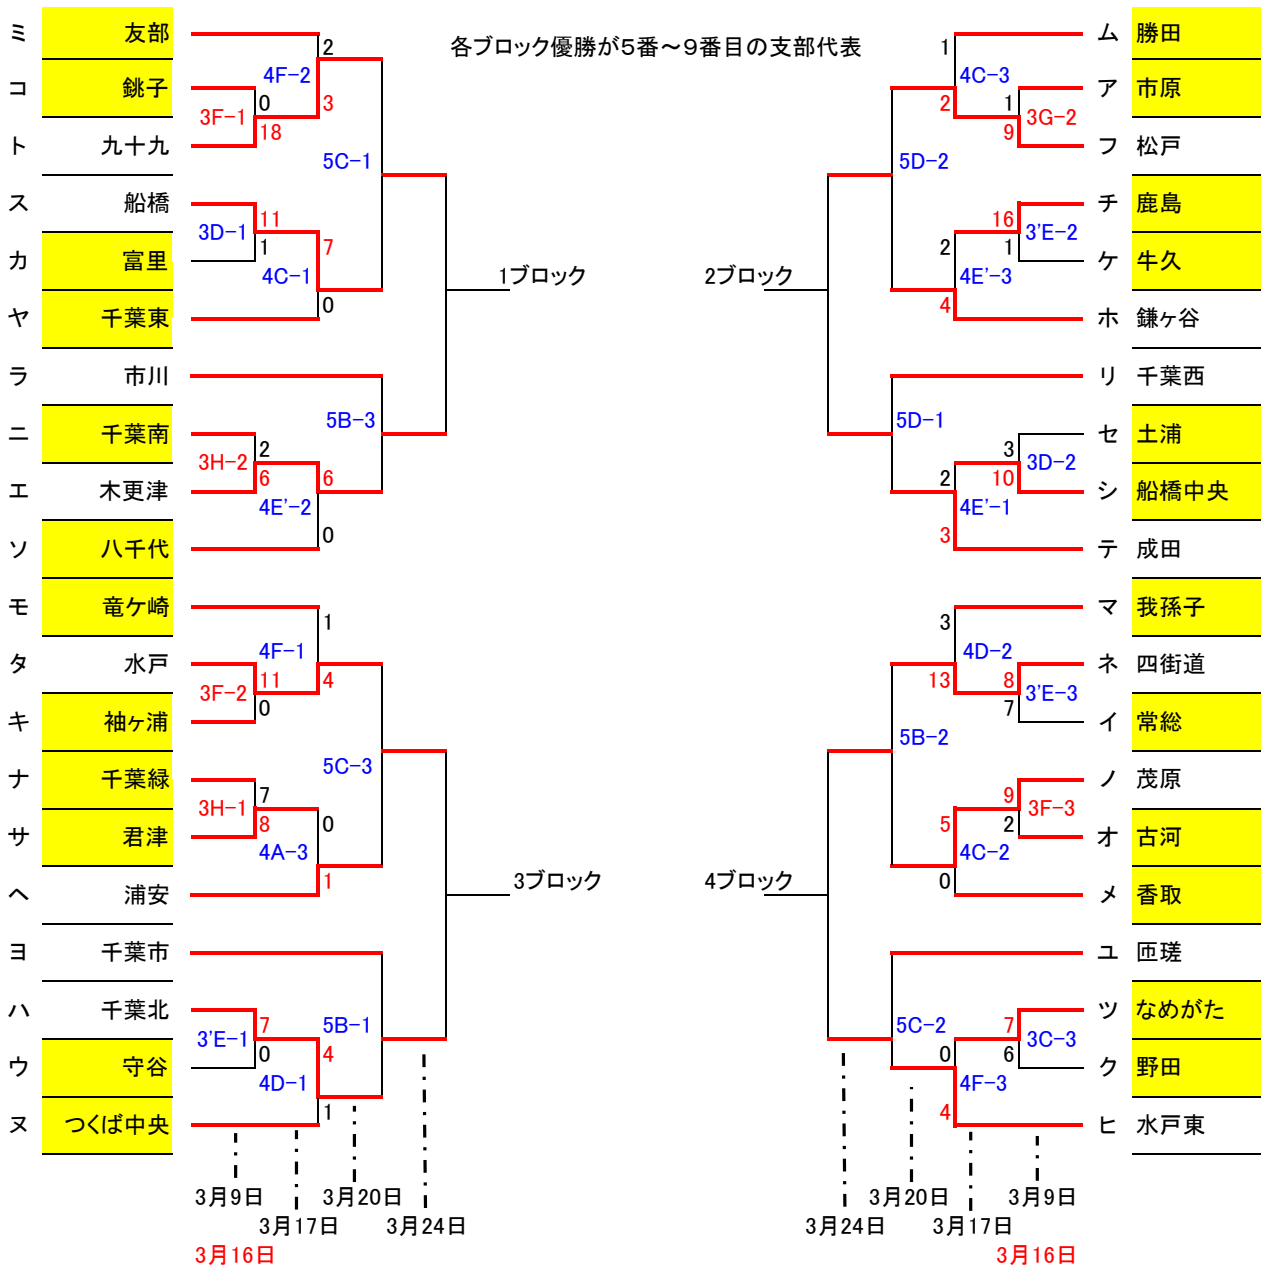 各ブロック優勝が5番～9番目の支部代表
ミ 友部
2
4F-2
コ 銚子
0
3F-1
3
18
ト 九十九
5C-1
ス 船橋
11
3D-1
7
1
カ 富里
4C-1
1ブロック
0
ヤ 千葉東
ラ 市川
5B-3
ニ 千葉南
2
3H-2
6
6
エ 木更津
4E'-2
0
ソ 八千代
モ 竜ケ崎
1
4F-1
タ 水戸
11
4
3F-2
0
キ 袖ヶ浦
5C-3
ナ 千葉緑
7
3H-1
8
0
サ 君津
4A-3
1
3ブロック
ヘ 浦安
ヨ 千葉市
ハ 千葉北
7
5B-1
3'E-1
0
4
ウ 守谷
4D-1
1
ヌ つくば中央
3月9日
3月20日
3月17日
3月24日
3月16日
ム 勝田
1
4C-3
ア 市原
2
1
3G-2
9
フ 松戸
5D-2
チ 鹿島
16
3'E-2
2
1
ケ 牛久
4E'-3
2ブロック
4
ホ 鎌ヶ谷
リ 千葉西
5D-1
セ 土浦
3
3D-2
2
10
シ 船橋中央
4E'-1
3
テ 成田
マ 我孫子
3
4D-2
ネ 四街道
13
8
3'E-3
7
イ 常総
5B-2
ノ 茂原
9
3F-3
5
2
オ 古河
4C-2
4ブロック
0
メ 香取
ユ 匝瑳
ツ なめがた
5C-2
7
3C-3
0
6
ク 野田
4F-3
4
ヒ 水戸東
3月20日
3月9日
3月24日
3月17日
3月16日